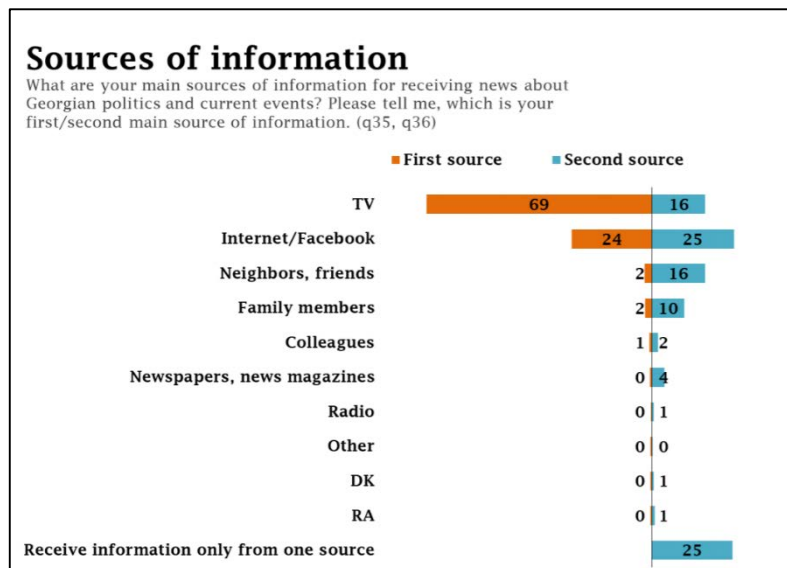 Sources of information
What are your main sources of information for receiving news about
Georgian politics and current events? Please tell me, which is your
first/second main source of information. (q35, q36)
First source Second source
TV 69 16
Internet/Facebook 24 25
Neighbors, friends 2 16
Family members 2 10
Colleagues 1 2
Newspapers, news magazines 0 4
Radio 0 1
Other 0 0
DK 0 1
RA 0 1
Receive information only from one source 25